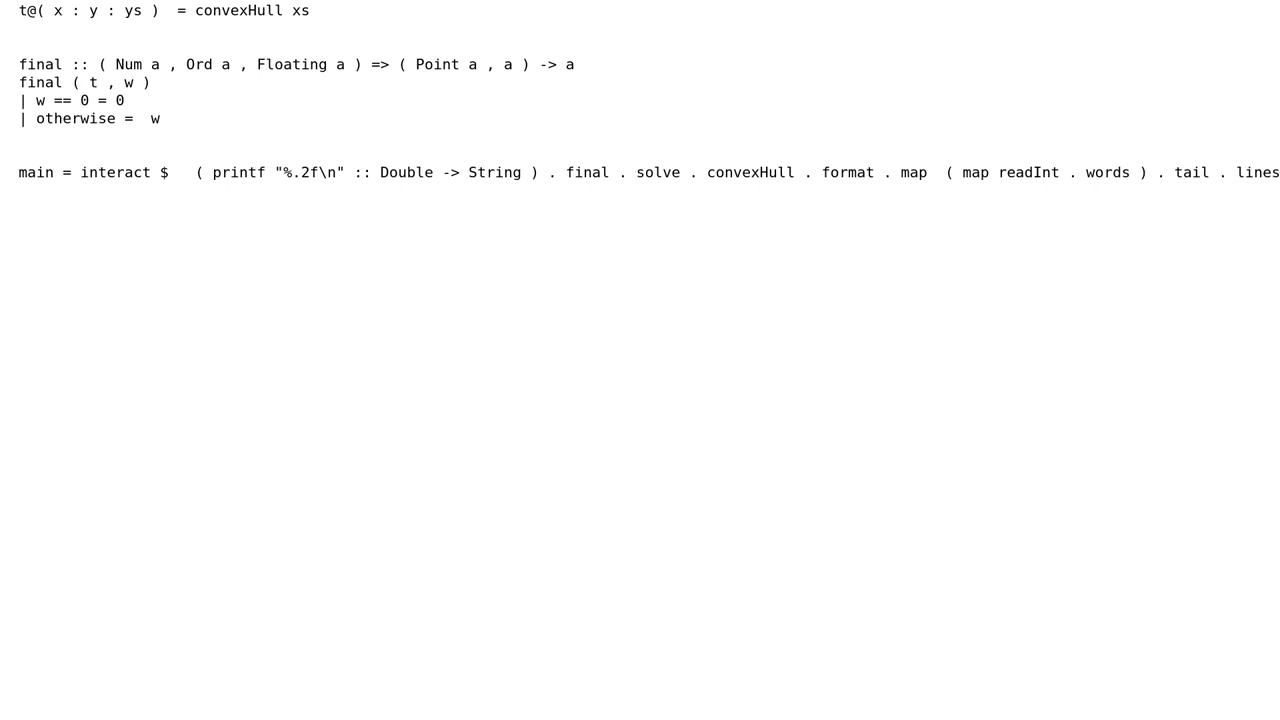 t@( x : y : ys )  = convexHull xs
final :: ( Num a , Ord a , Floating a ) => ( Point a , a ) -> a
final ( t , w )
| w == 0 = 0
| otherwise =  w
main = interact $   ( printf "%.2f\n" :: Double -> String ) . final . solve . convexHull . format . map  ( map readInt . words ) . tail . lines